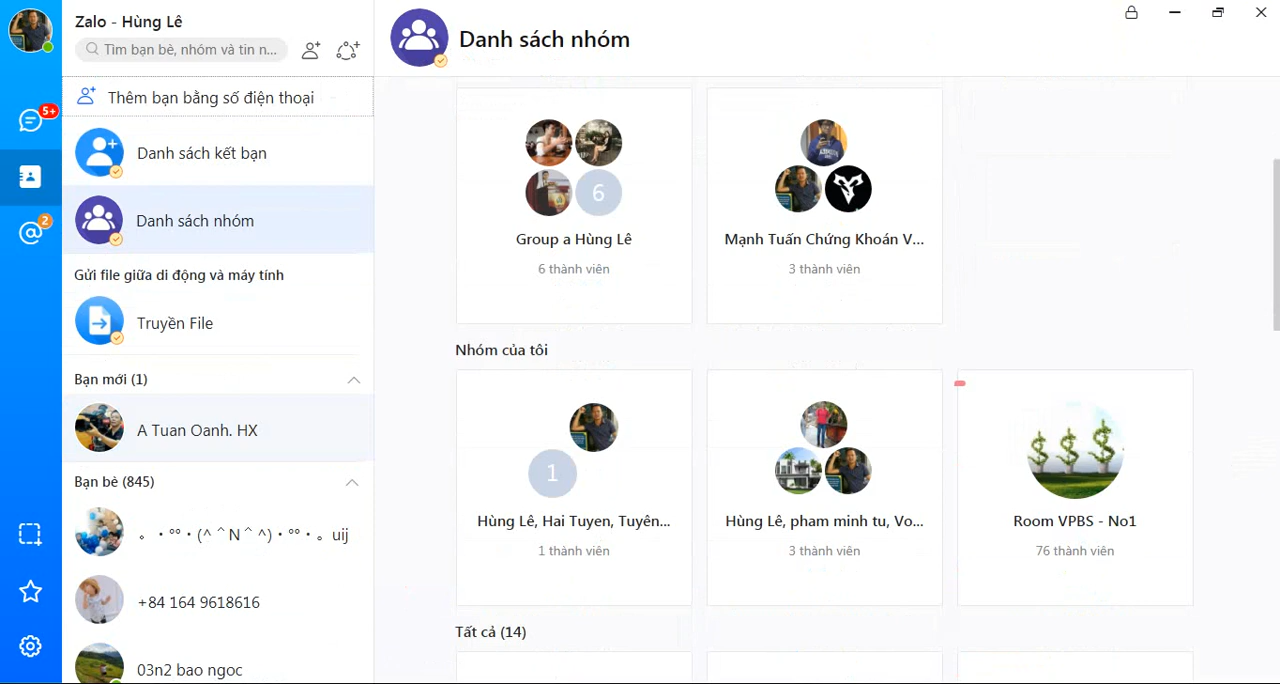 Zalo - Hùng Lê
Tìm bạn bè, nhóm và tin n...
Thêm bạn bằng số điện thoại
5+
Danh sách kết bạn
Danh sách nhóm
2
Gửi file giữa di động và máy tính
Truyền File
Bạn mới (1)
A Tuan Oanh. HX
Bạn bè (845)
｡ ･ °° ･ (^＾N＾^) ･ °° ･ ｡ uij
+84 164 9618616
03n2 bao ngoc
Danh sách nhóm
6
Group a Hùng Lê
6 thành viên
Mạnh Tuấn Chứng Khoán V...
3 thành viên
Nhóm của tôi
1
Hùng Lê, Hai Tuyen, Tuyên...
1 thành viên
Hùng Lê, pham minh tu, Vo...
3 thành viên
Room VPBS - No1
76 thành viên
Tất cả (14)